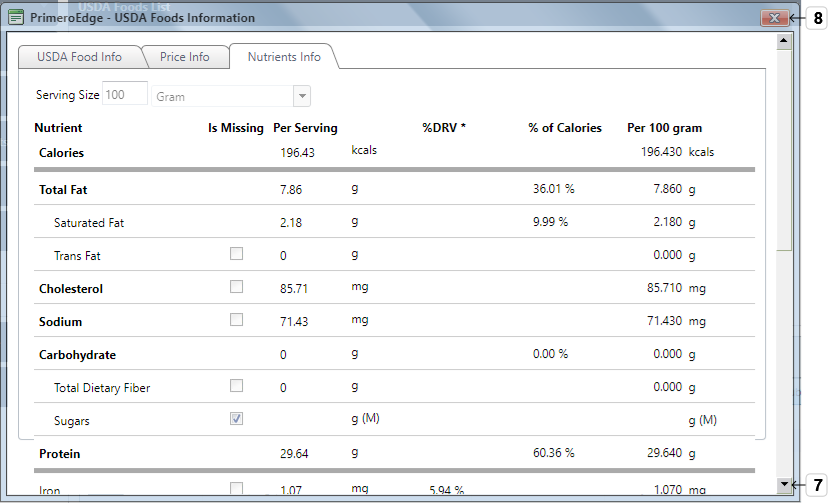 USDA Foods List
PrimeroEdge - USDA Foods Information
8
USDA Food Info Price Info Nutrients Info
Serving Size 100 Gram
Nutrient Is Missing Per Serving %DRV * % of Calories Per 100 gram
Calories 196.43 kcals 196.430 kcals
Total Fat 7.86 g 36.01 % 7.860 g
Saturated Fat 2.18 g 9.99 % 2.180 g
Trans Fat 0 g 0.000 g
Cholesterol 85.71 mg 85.710 mg
Sodium 71.43 mg 71.430 mg
Carbohydrate 0 g 0.00 % 0.000 g
Total Dietary Fiber 0 g 0.000 g
Sugars g (M) g (M)
Protein 29.64 g 60.36 % 29.640 g
Iron 1.07 mg 5.94 % 1.070 mg
7